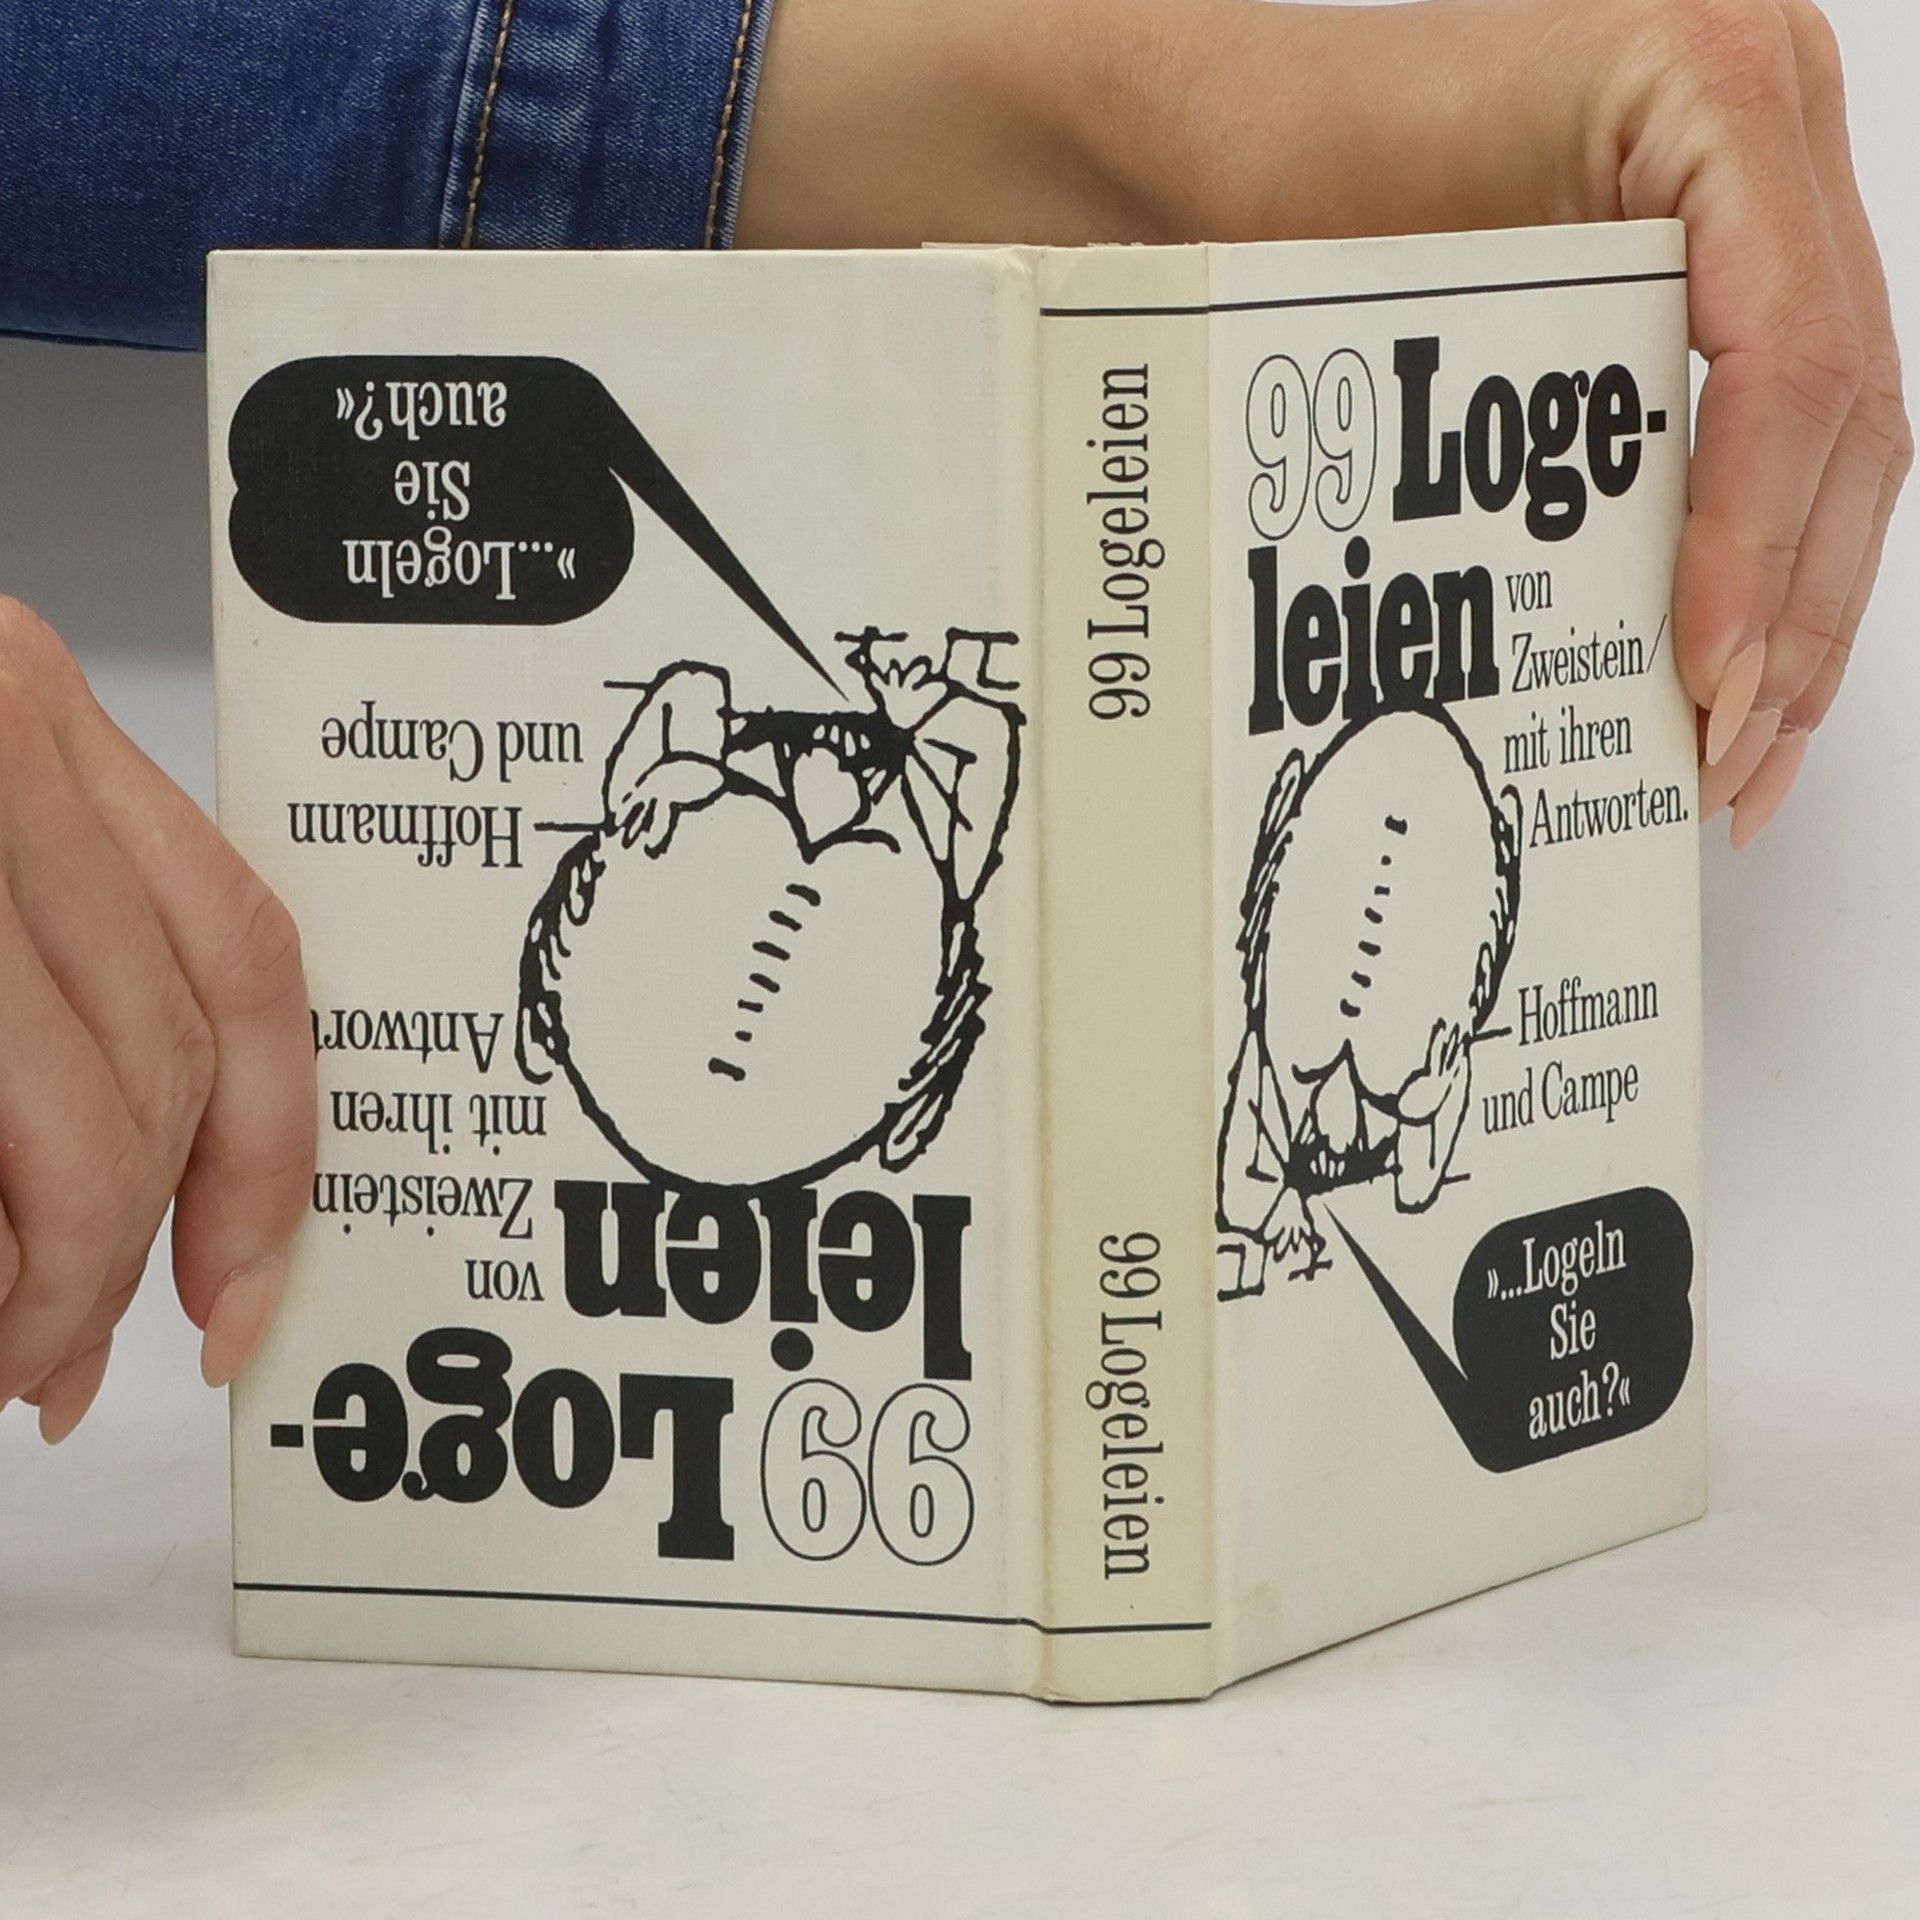 99 Loge-
leien
von
Zweistein/
mit ihren
Antworten.
Hoffmann
und Campe
»...Logeln
Sie
auch?«
99 Logeleien
99 Logeleien
99 Loge-
leien
von
Zweistein
mit ihren
Hoffmann
und Campe
»...Logeln
Sie
auch?«